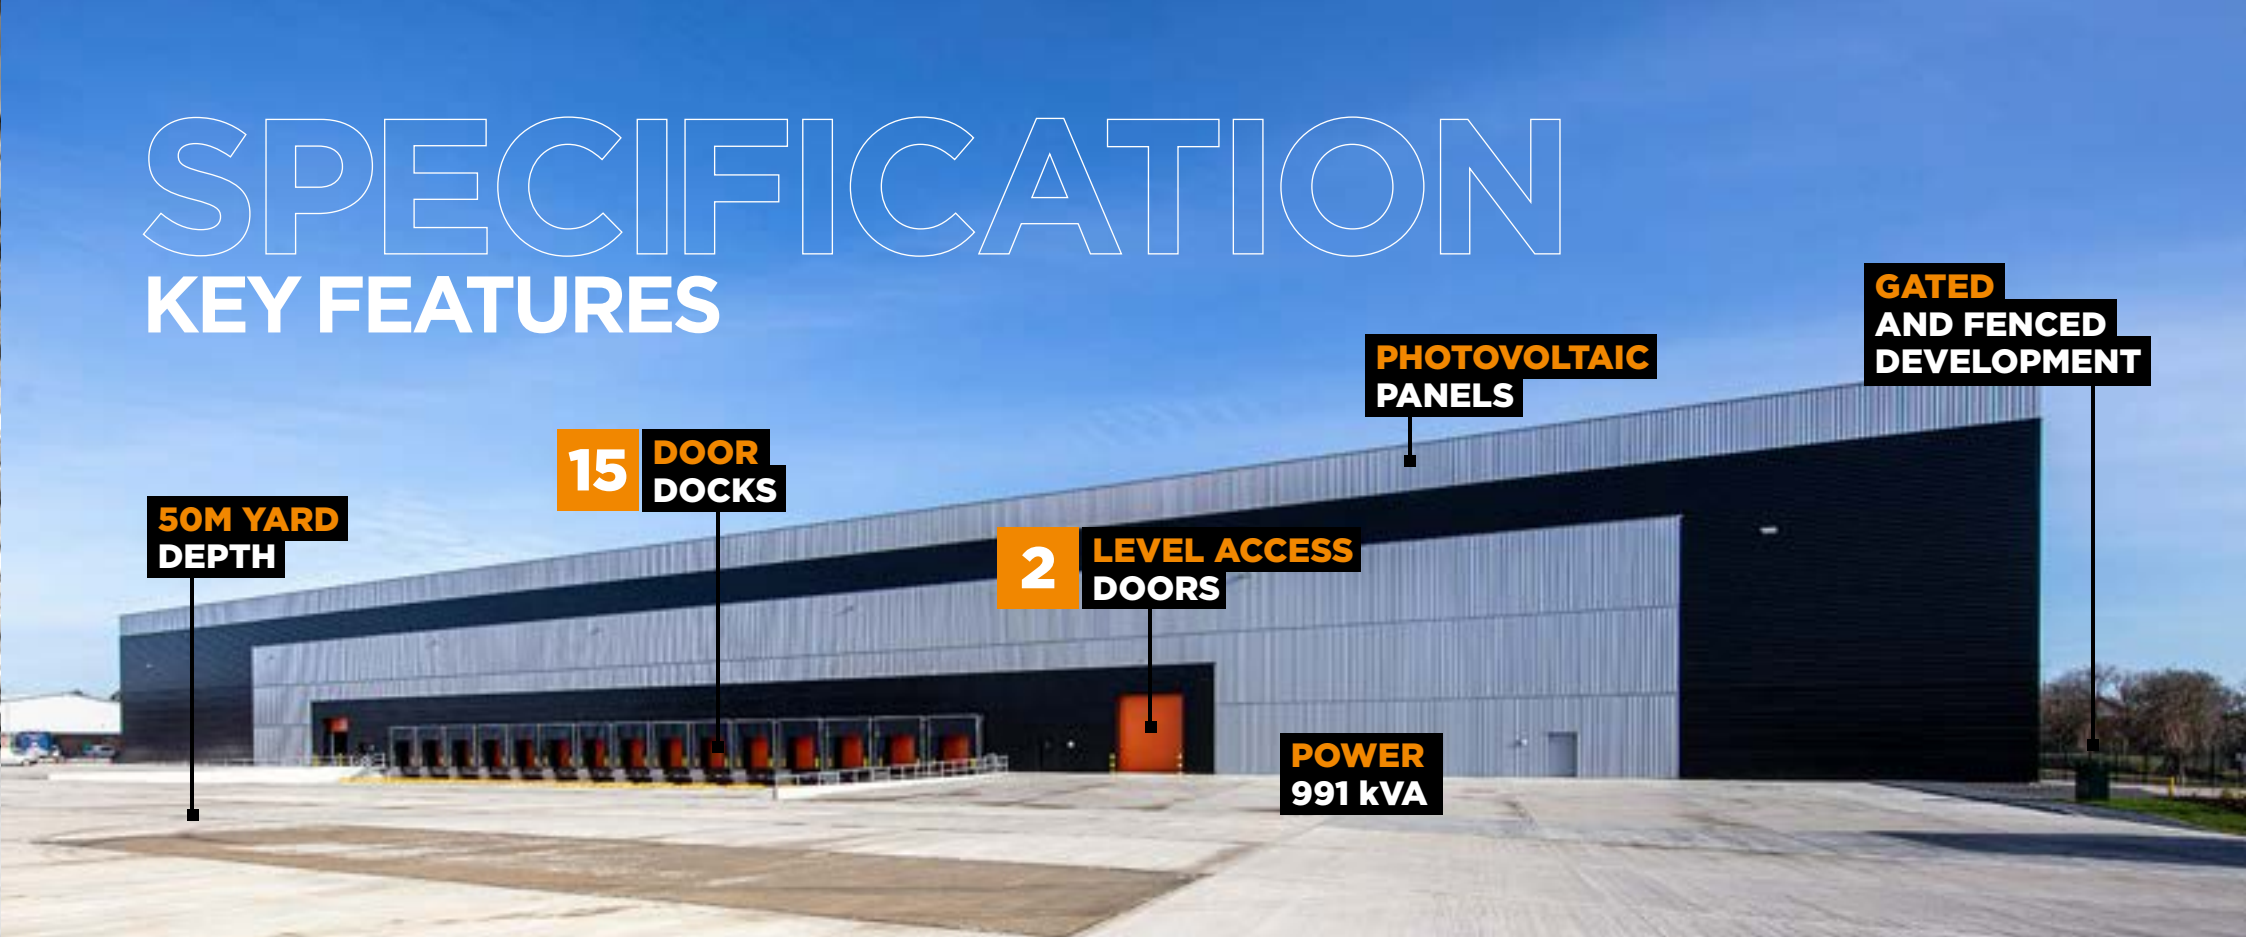 SPECIFICATION
KEY FEATURES
GATED
AND FENCED
DEVELOPMENT
PHOTOVOLTAIC
PANELS
15
DOOR
DOCKS
50M YARD
DEPTH
2
LEVEL ACCESS
DOORS
POWER
991 kVA